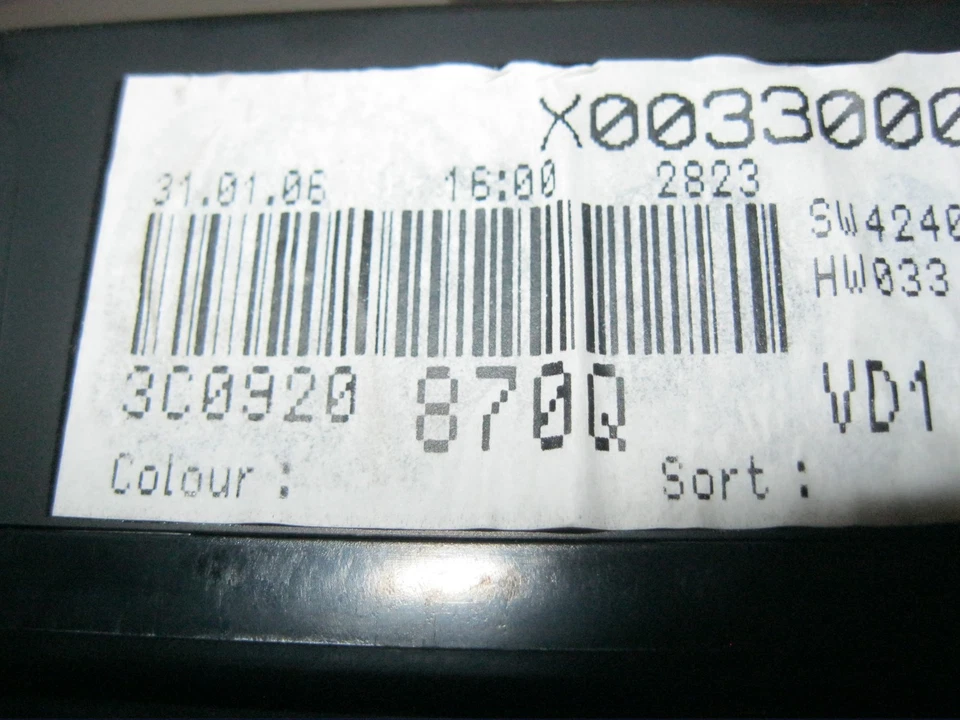 X0033000
31.01.06 16:00 2823
SW4240
HW033
3C0920 870Q VD1
Colour : Sort :